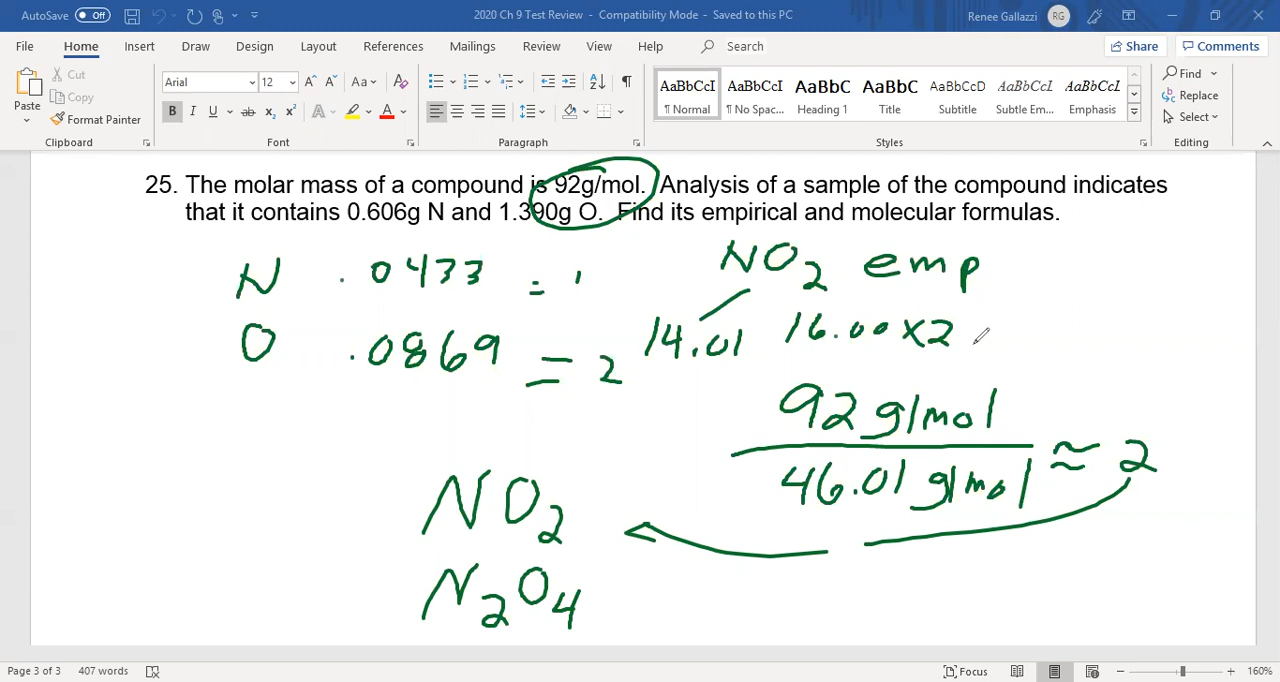 AutoSave Off 2020 Ch 9 Test Review - Compatibility Mode - Saved to this PC Renee Gallazzi RG
File Home Insert Draw Design Layout References Mailings Review View Help Search Share Comments
Paste Cut Copy Format Painter
Arial 12 A A Aa A
B I U ab X₂ X² A A
AaBbCcI AaBbCcI AaBbC AaBbC AaBbCcD AaBbCcI AaBbCcI
¶ Normal ¶ No Spac... Heading 1 Title Subtitle Subtle Em... Emphasis
Find Replace Select
Clipboard Font Paragraph Styles Editing
25. The molar mass of a compound is 92g/mol. Analysis of a sample of the compound indicates
that it contains 0.606g N and 1.390g O. Find its empirical and molecular formulas.
N .0433 = 1
NO₂ emp
O .0869 = 2
14.01 16.00 x 2
92 g/mol
46.01 g/mol ≈ 2
NO₂
N₂O₄
Page 3 of 3 407 words Focus 160%